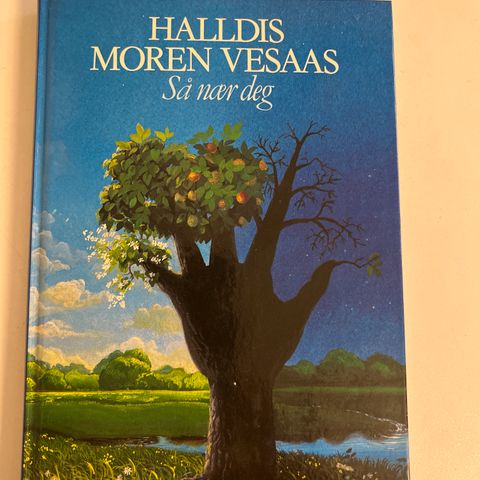 HALLDIS
MOREN VESAAS
Så nær deg